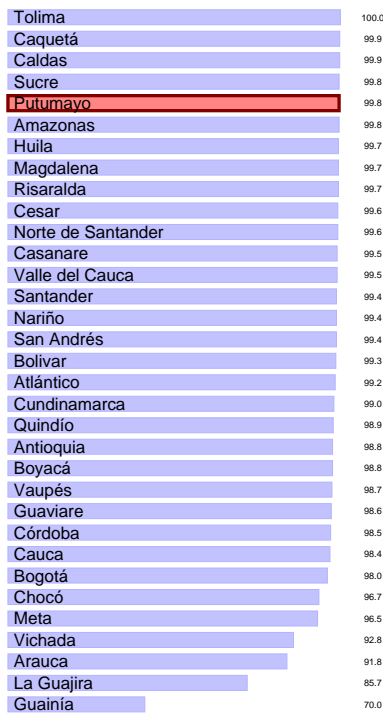 Tolima 100.0
Caquetá 99.9
Caldas 99.9
Sucre 99.8
Putumayo 99.8
Amazonas 99.8
Huila 99.7
Magdalena 99.7
Risaralda 99.7
Cesar 99.6
Norte de Santander 99.6
Casanare 99.5
Valle del Cauca 99.5
Santander 99.4
Nariño 99.4
San Andrés 99.4
Bolivar 99.3
Atlántico 99.2
Cundinamarca 99.0
Quindío 98.9
Antioquia 98.8
Boyacá 98.8
Vaupés 98.7
Guaviare 98.6
Córdoba 98.5
Cauca 98.4
Bogotá 98.0
Chocó 96.7
Meta 96.5
Vichada 92.8
Arauca 91.8
La Guajira 85.7
Guainía 70.0